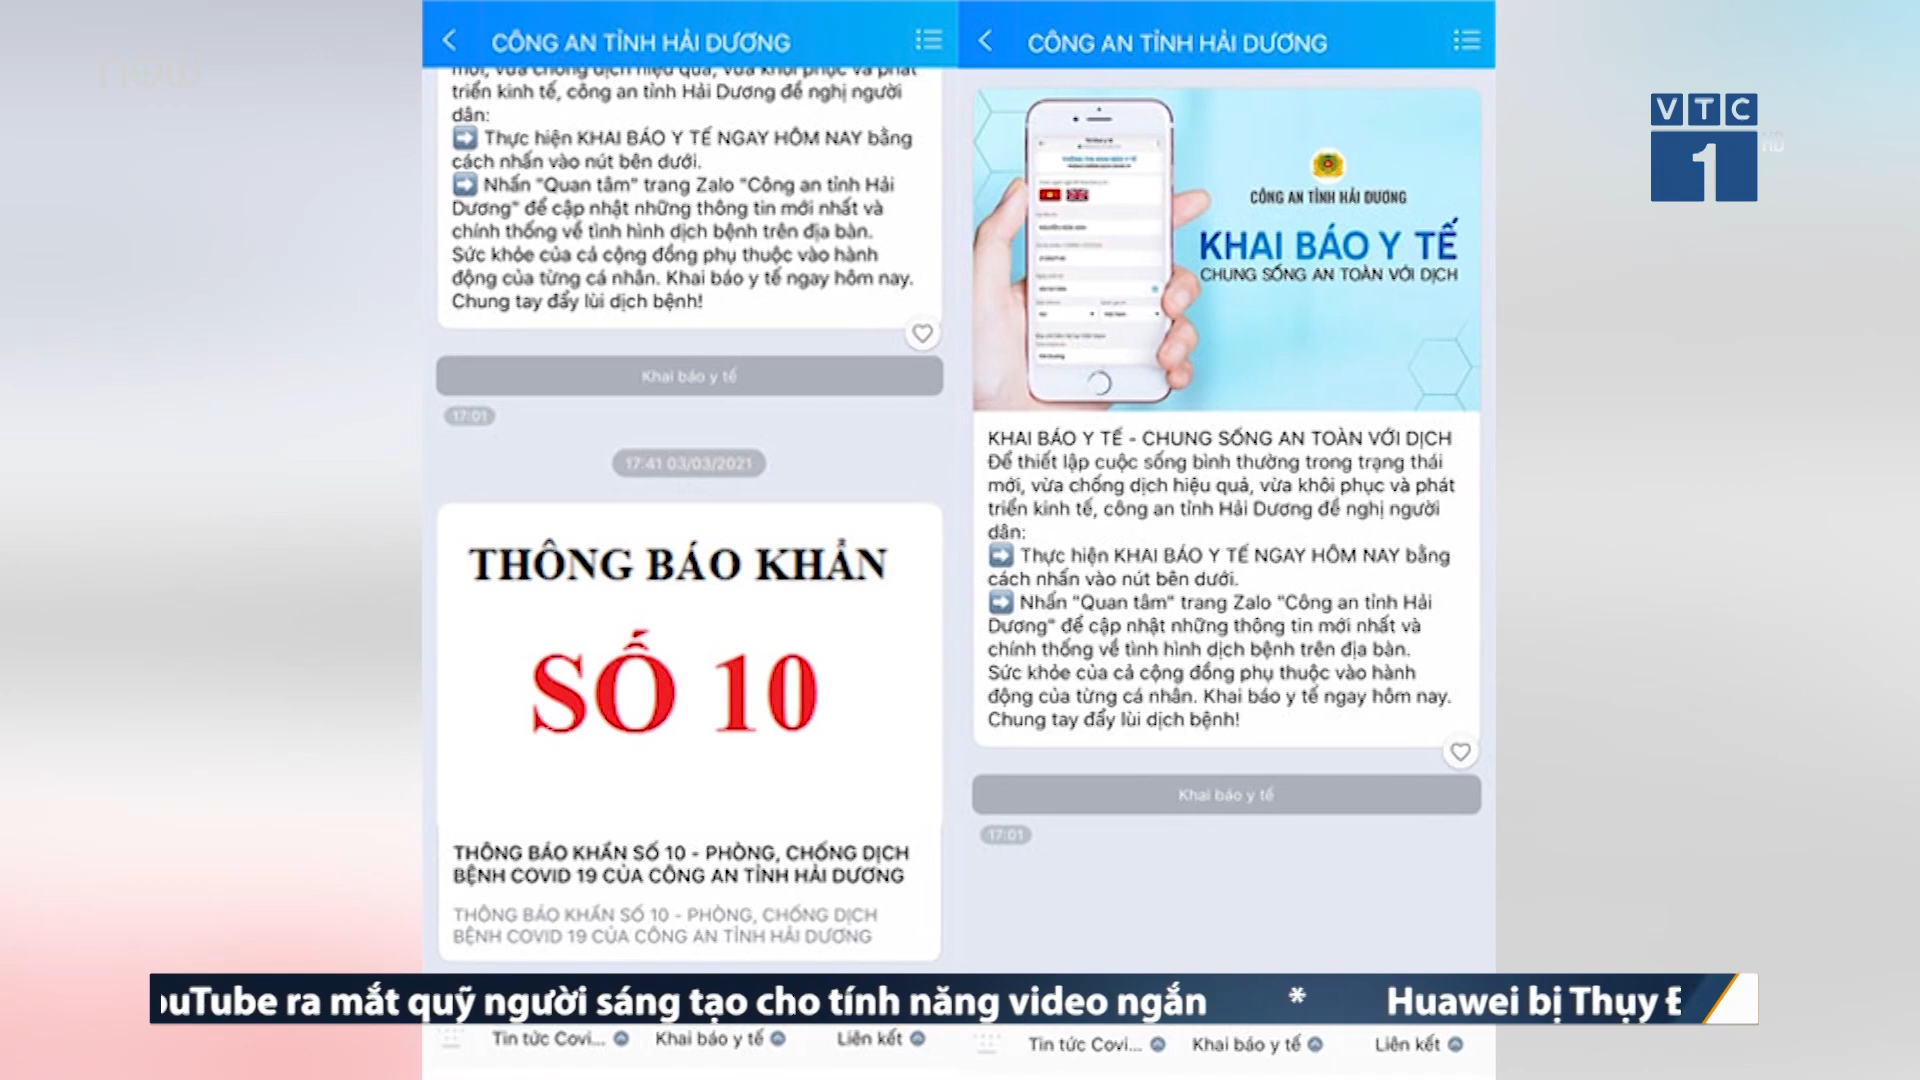 CÔNG AN TỈNH HẢI DƯƠNG
mới, vừa chống dịch hiệu quả, vừa khôi phục và phát
triển kinh tế, công an tỉnh Hải Dương đề nghị người
dân:
➡ Thực hiện KHAI BÁO Y TẾ NGAY HÔM NAY bằng
cách nhấn vào nút bên dưới.
➡ Nhấn "Quan tâm" trang Zalo "Công an tỉnh Hải
Dương" để cập nhật những thông tin mới nhất và
chính thống về tình hình dịch bệnh trên địa bàn.
Sức khỏe của cả cộng đồng phụ thuộc vào hành
động của từng cá nhân. Khai báo y tế ngay hôm nay.
Chung tay đẩy lùi dịch bệnh!
Khai báo y tế
17:01
17:41 03/03/2021
THÔNG BÁO KHẨN
SỐ 10
THÔNG BÁO KHẨN SỐ 10 - PHÒNG, CHỐNG DỊCH
BỆNH COVID 19 CỦA CÔNG AN TỈNH HẢI DƯƠNG
THÔNG BÁO KHẨN SỐ 10 - PHÒNG, CHỐNG DỊCH
BỆNH COVID 19 CỦA CÔNG AN TỈNH HẢI DƯƠNG
Tin tức Covi... Khai báo y tế Liên kết
CÔNG AN TỈNH HẢI DƯƠNG
CÔNG AN TỈNH HẢI DƯƠNG
KHAI BÁO Y TẾ
CHUNG SỐNG AN TOÀN VỚI DỊCH
KHAI BÁO Y TẾ - CHUNG SỐNG AN TOÀN VỚI DỊCH
Để thiết lập cuộc sống bình thường trong trạng thái
mới, vừa chống dịch hiệu quả, vừa khôi phục và phát
triển kinh tế, công an tỉnh Hải Dương đề nghị người
dân:
➡ Thực hiện KHAI BÁO Y TẾ NGAY HÔM NAY bằng
cách nhấn vào nút bên dưới.
➡ Nhấn "Quan tâm" trang Zalo "Công an tỉnh Hải
Dương" để cập nhật những thông tin mới nhất và
chính thống về tình hình dịch bệnh trên địa bàn.
Sức khỏe của cả cộng đồng phụ thuộc vào hành
động của từng cá nhân. Khai báo y tế ngay hôm nay.
Chung tay đẩy lùi dịch bệnh!
Khai báo y tế
17:01
Tin tức Covi... Khai báo y tế Liên kết
now
VTC
1
HD
ouTube ra mắt quỹ người sáng tạo cho tính năng video ngắn * Huawei bị Thụy Đ